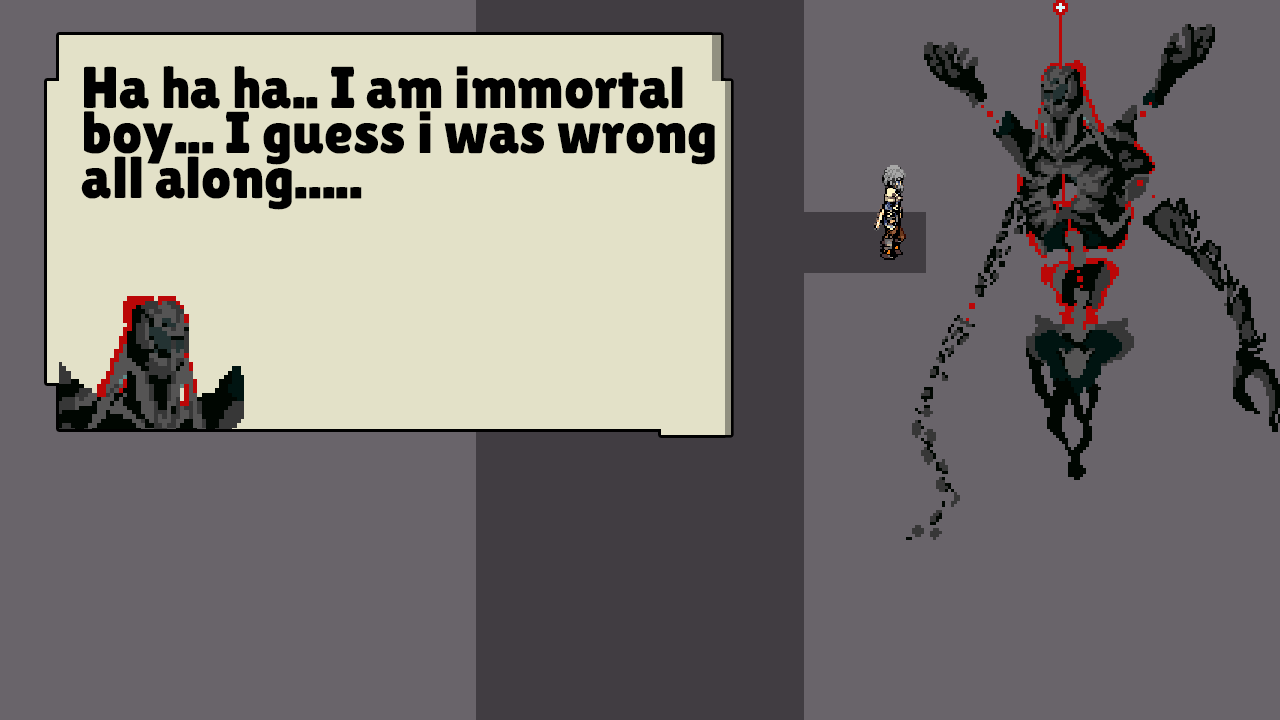 Ha ha ha.. I am immortal
boy... I guess i was wrong
all along.....